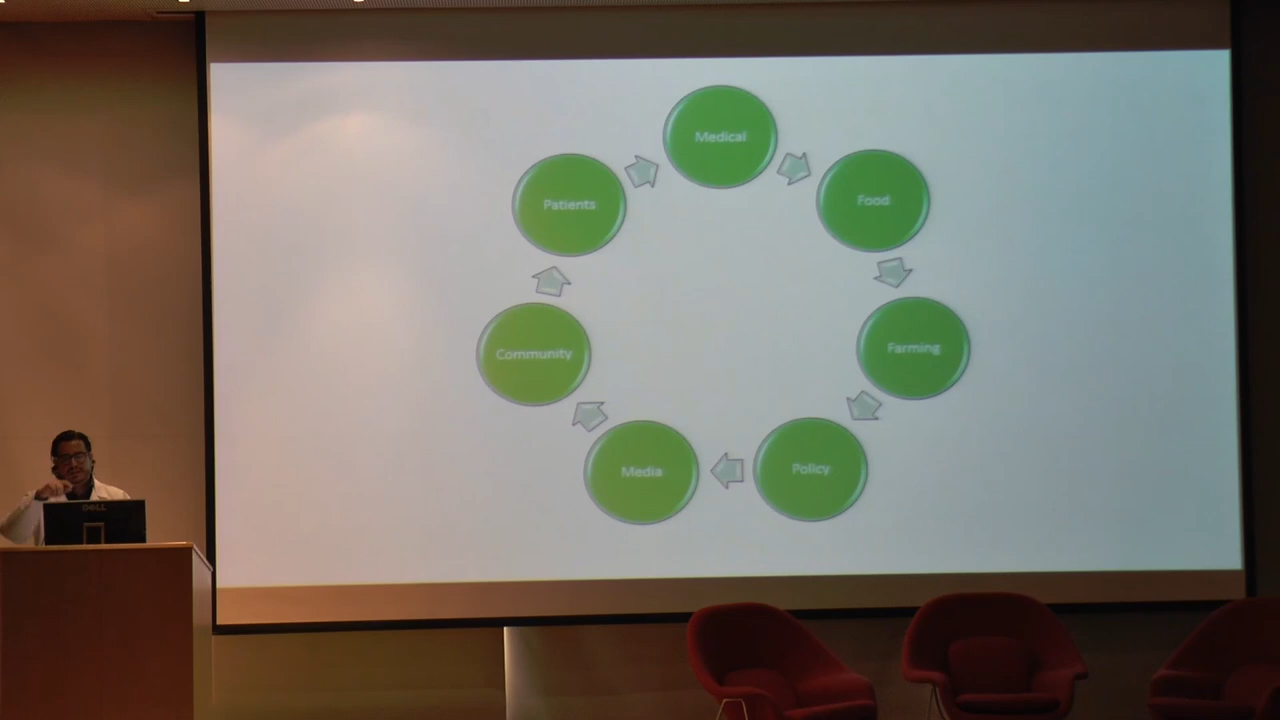 Medical
Food
Farming
Policy
Media
Community
Patients
DELL